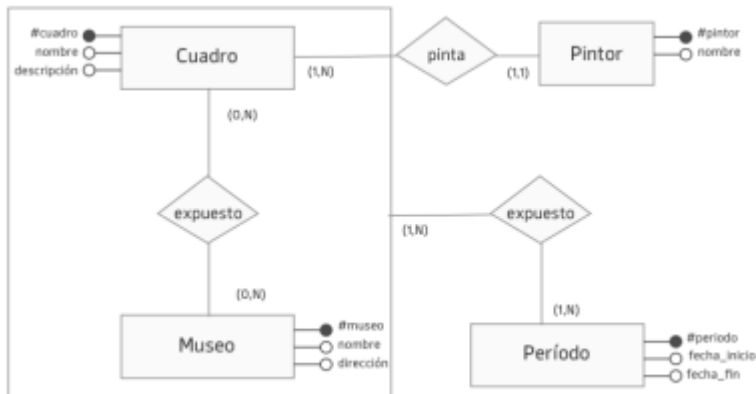 #cuadro
nombre
descripción
Cuadro
(1,N)
pinta
(1,1)
Pintor
#pintor
nombre
(0,N)
expuesto
(1,N)
expuesto
(0,N)
(1,N)
Museo
#museo
nombre
dirección
Período
#período
fecha_inicio
fecha_fin